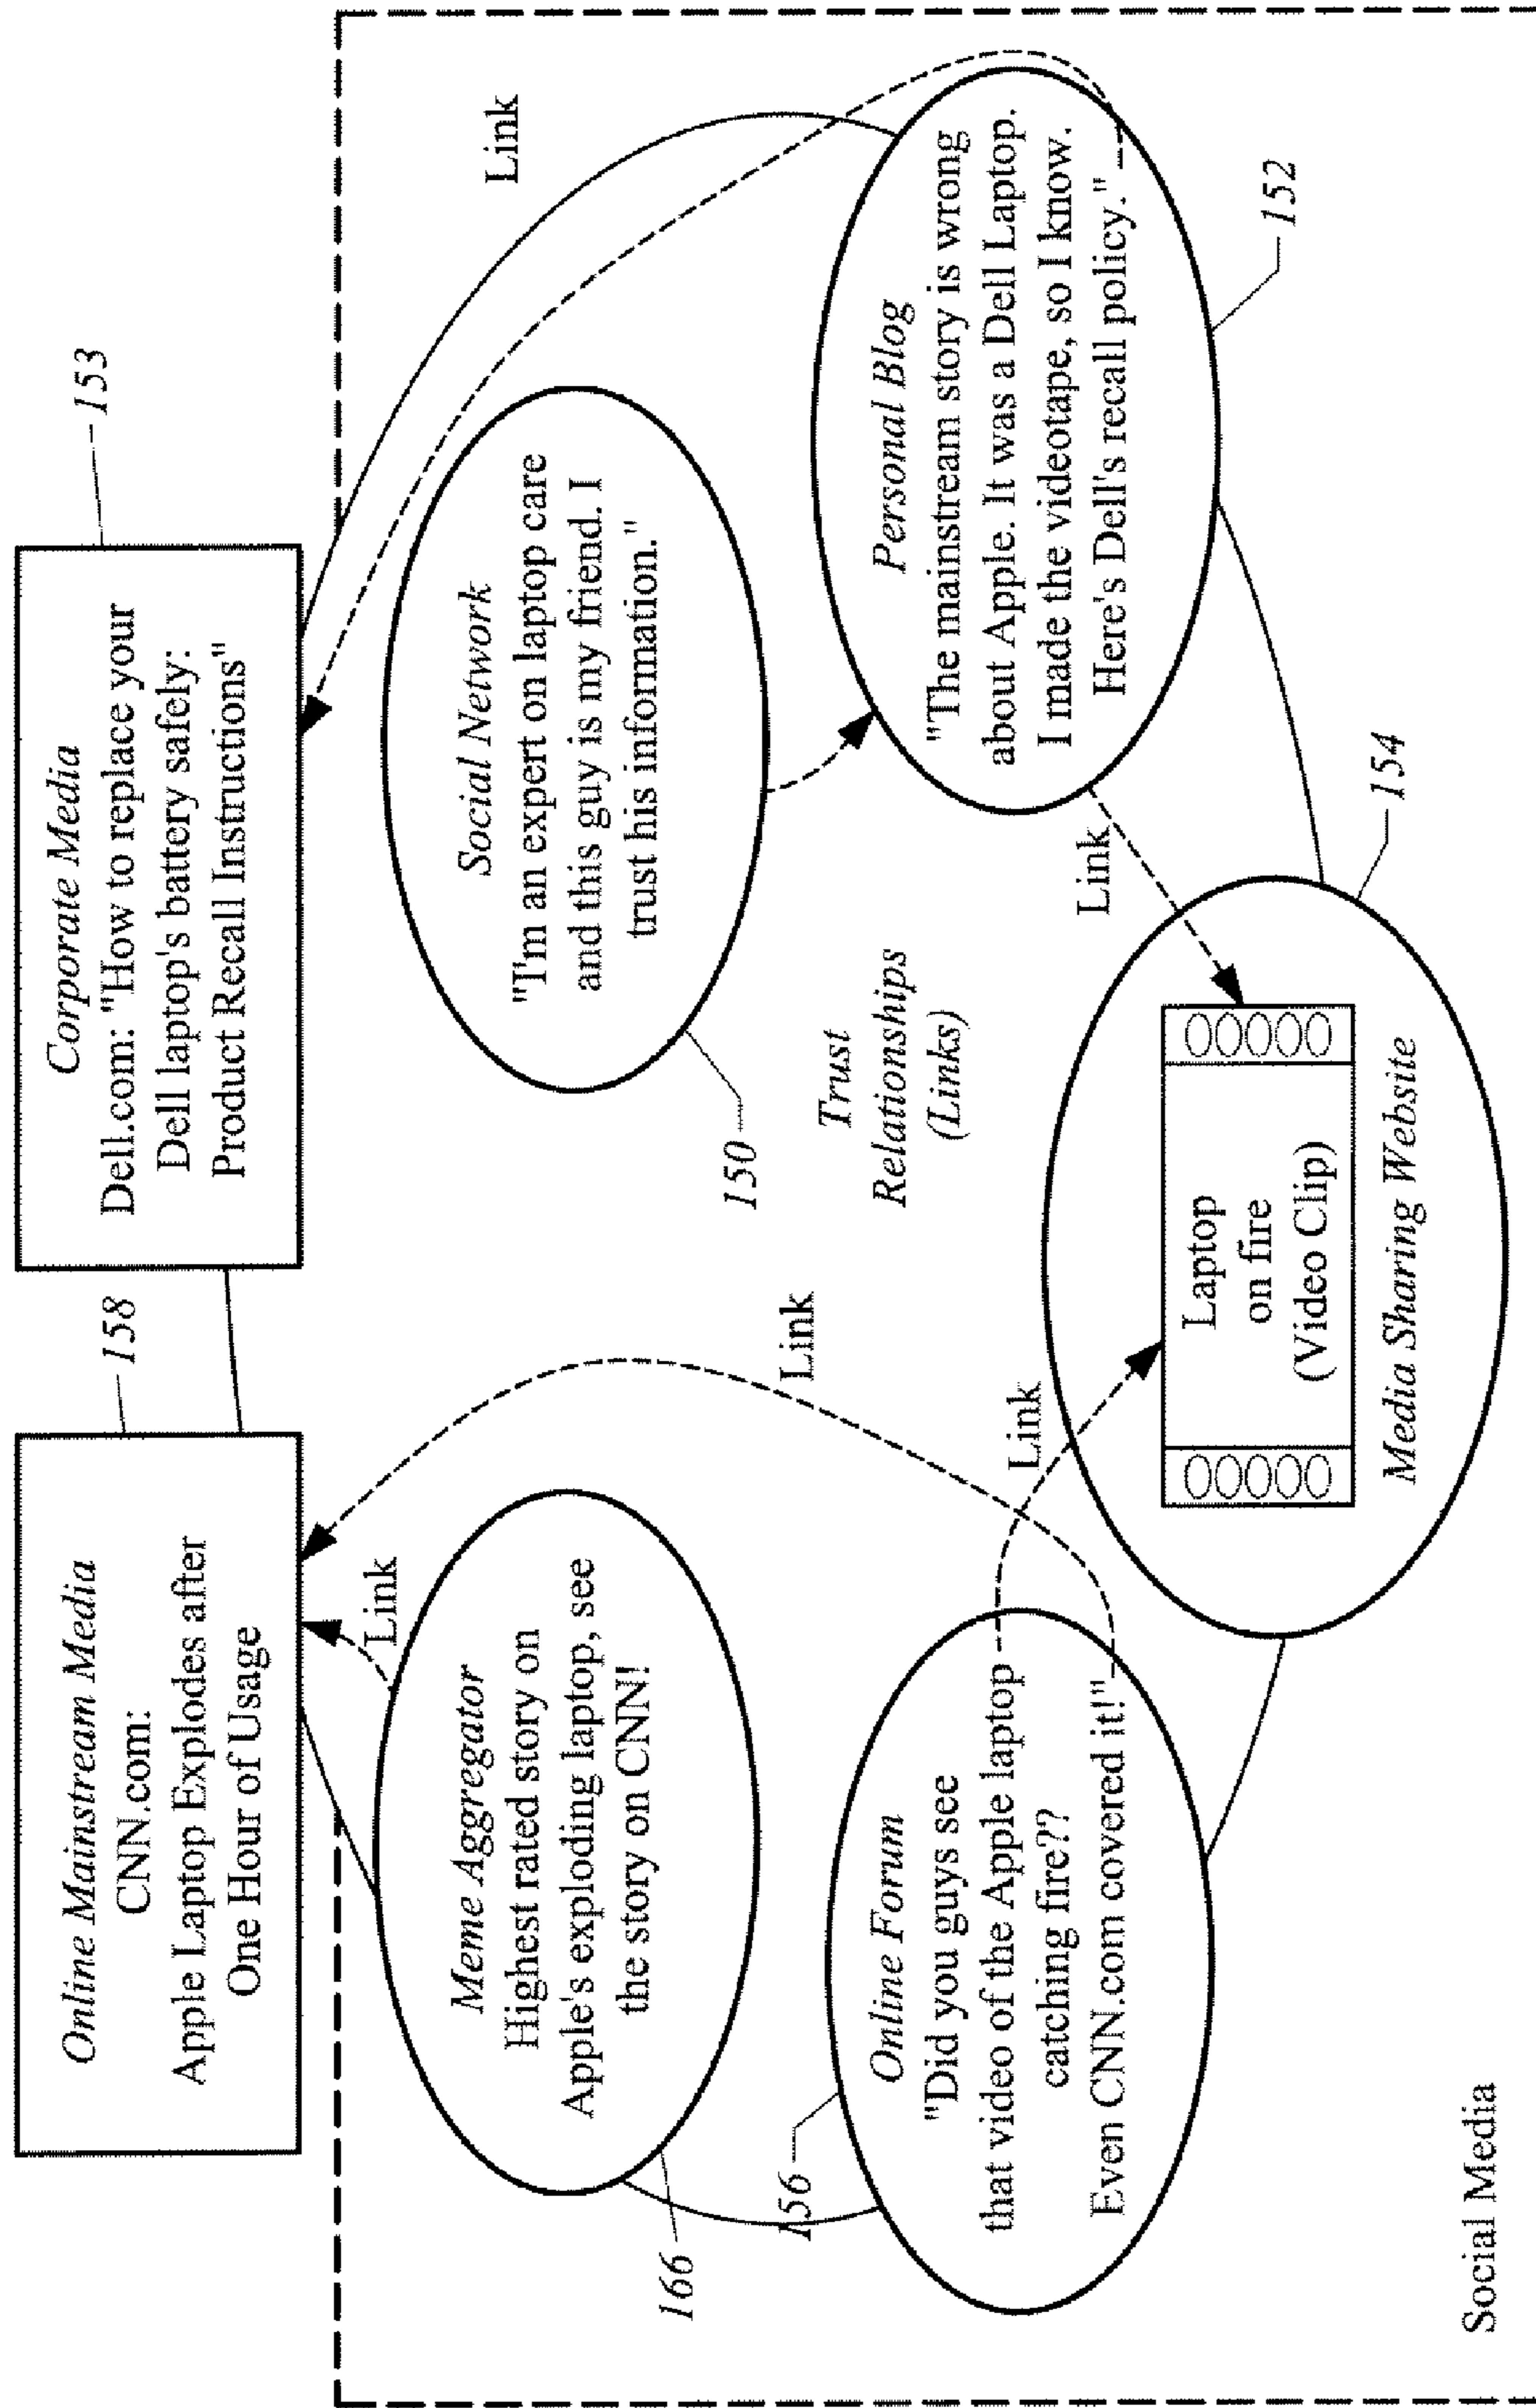 158
Online Mainstream Media
CNN.com:
Apple Laptop Explodes after
One Hour of Usage
153
Corporate Media
Dell.com: "How to replace your
Dell laptop's battery safely:
Product Recall Instructions"
Link
Link
166
Meme Aggregator
Highest rated story on
Apple's exploding laptop, see
the story on CNN!
Link
150
Social Network
"I'm an expert on laptop care
and this guy is my friend. I
trust his information."
Trust
Relationships
(Links)
156
Online Forum
"Did you guys see
that video of the Apple laptop
catching fire??
Even CNN.com covered it!"
Link
Link
Personal Blog
"The mainstream story is wrong
about Apple. It was a Dell Laptop.
I made the videotape, so I know.
Here's Dell's recall policy."
152
154
Laptop
on fire
(Video Clip)
Media Sharing Website
Social Media